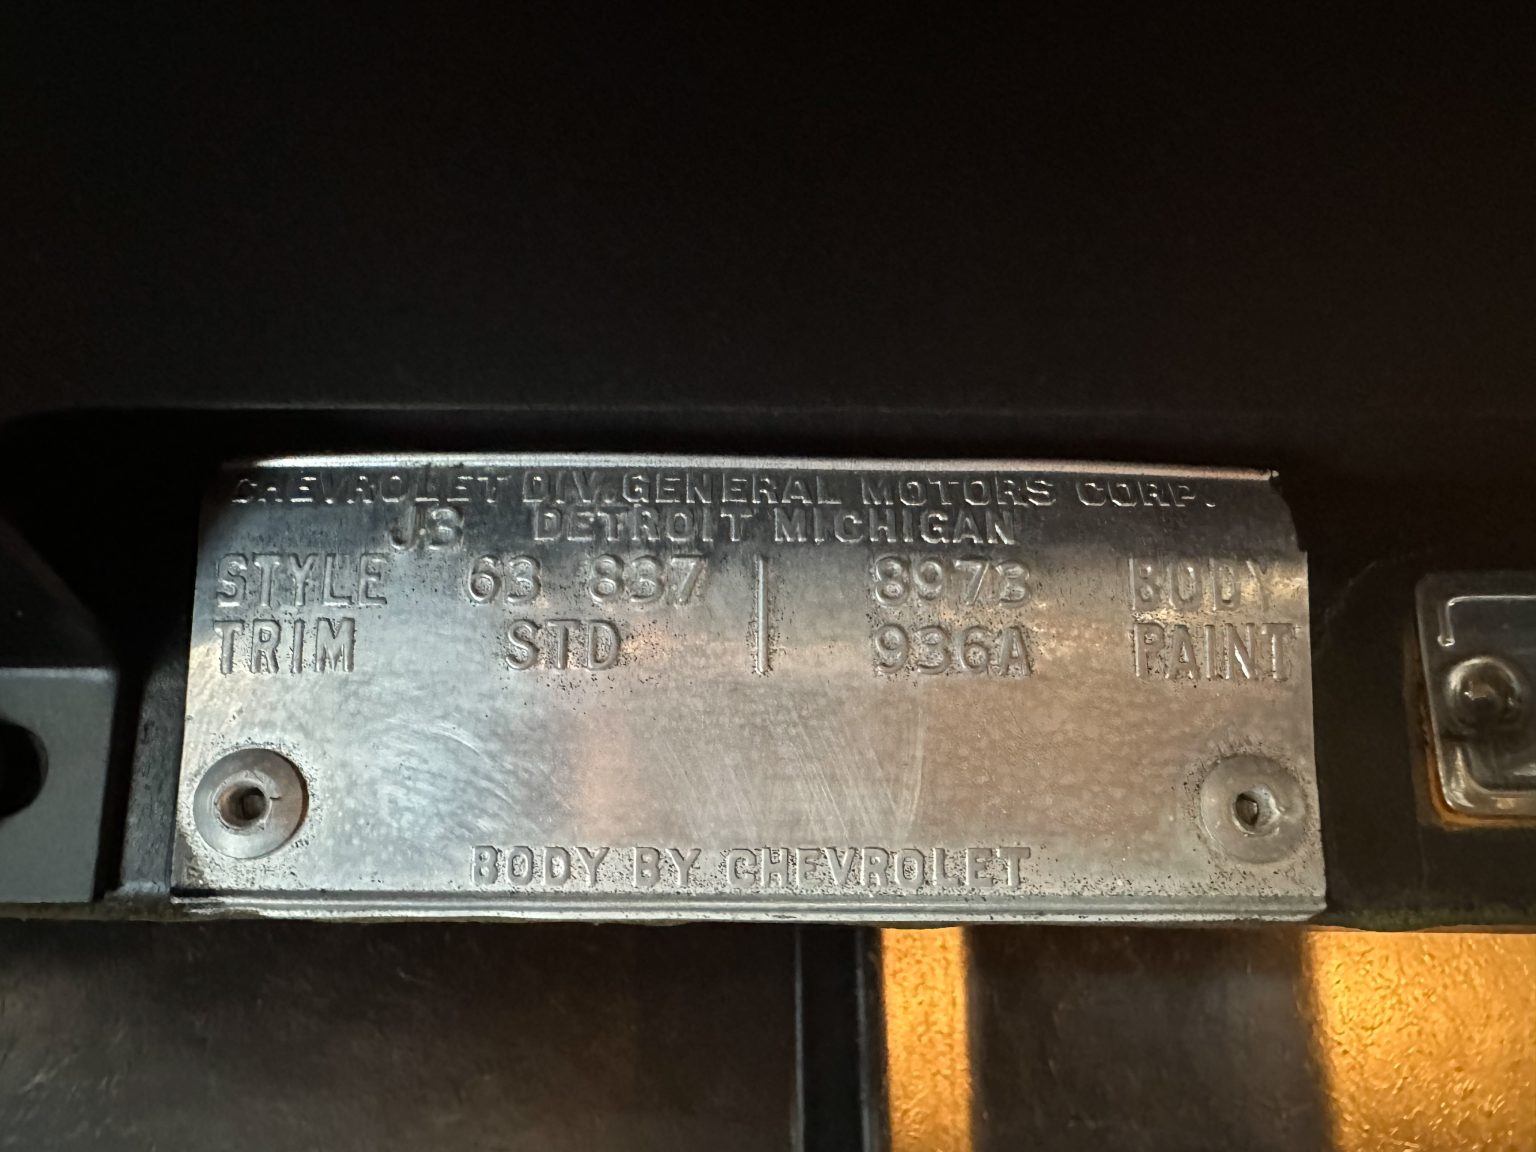 CHEVROLET DIV. GENERAL MOTORS CORP.
J3 DETROIT MICHIGAN
STYLE 63 837 | 8973 BODY
TRIM STD | 936A PAINT
BODY BY CHEVROLET